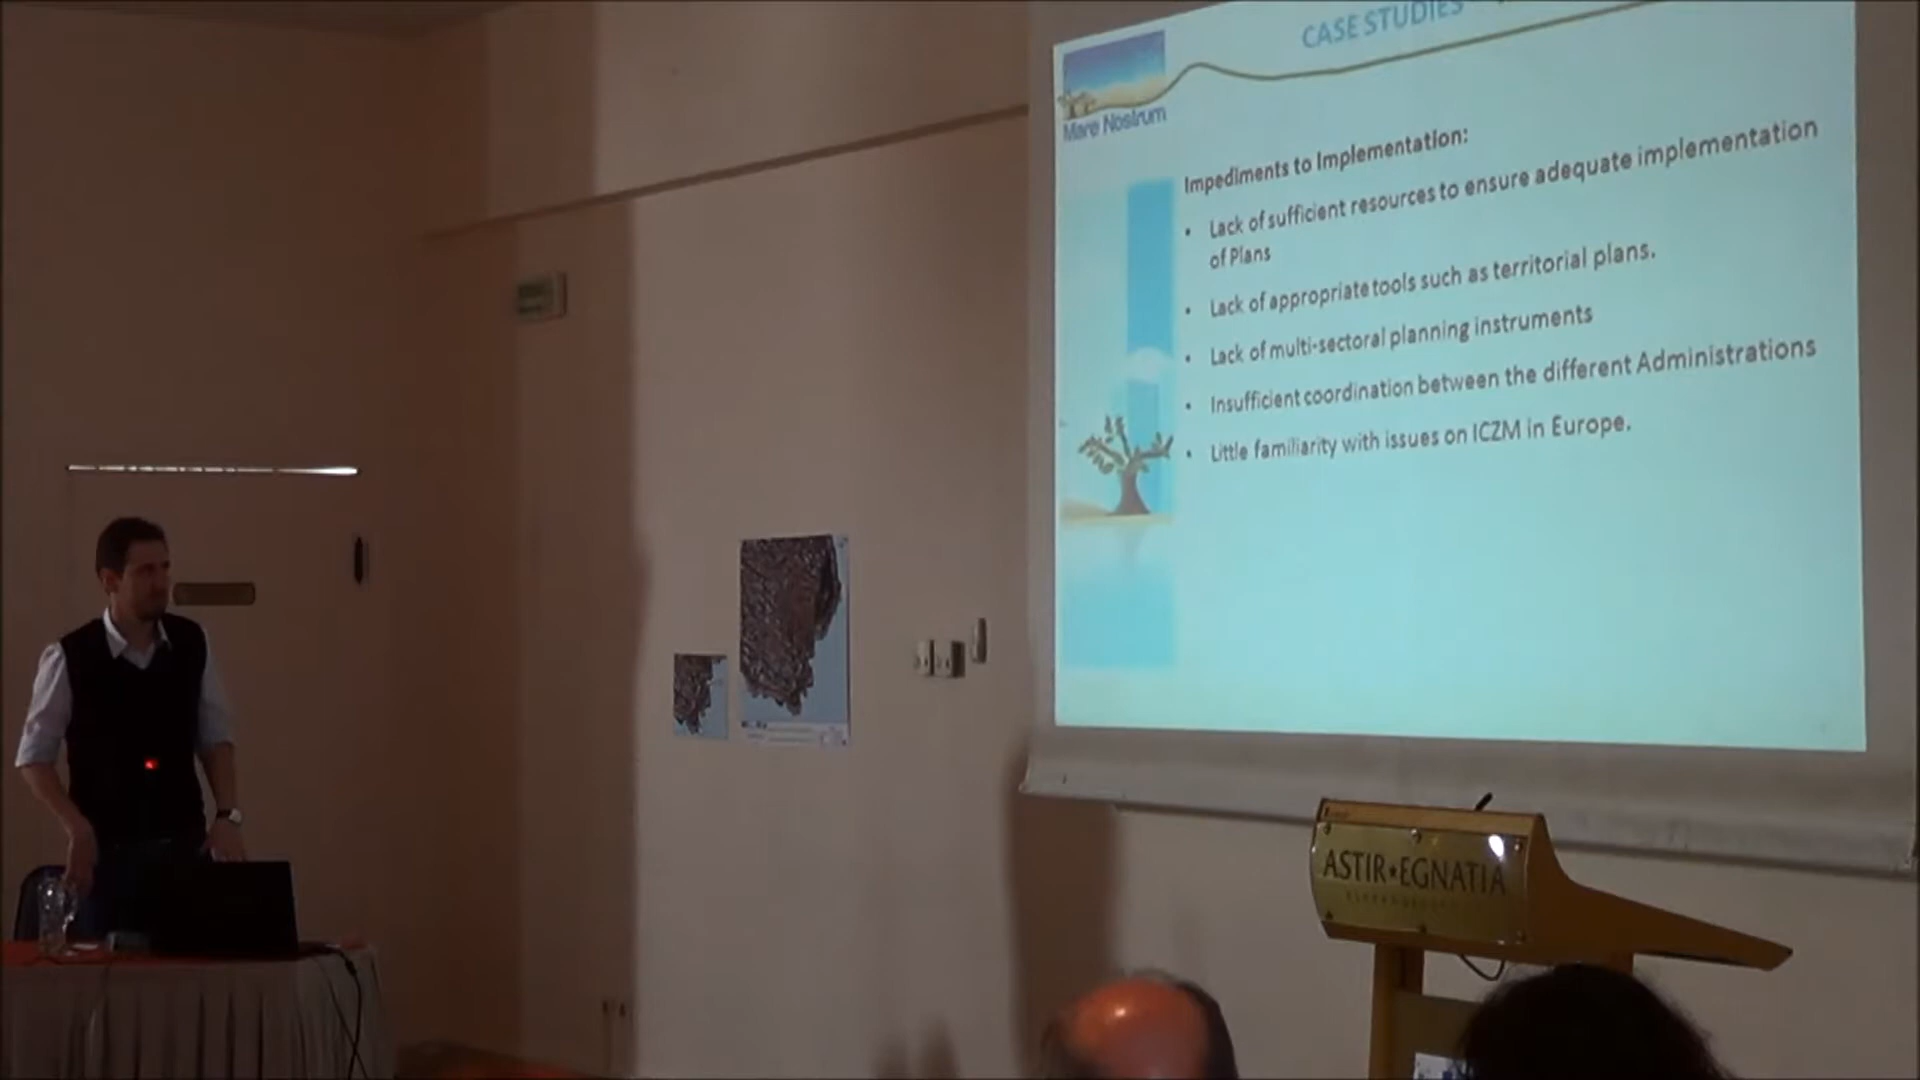 CASE STUDIES
Mare Nostrum
Impediments to Implementation:
• Lack of sufficient resources to ensure adequate implementation
of Plans
• Lack of appropriate tools such as territorial plans.
• Lack of multi-sectoral planning instruments
• Insufficient coordination between the different Administrations
• Little familiarity with issues on ICZM in Europe.
ASTIR★EGNATIA